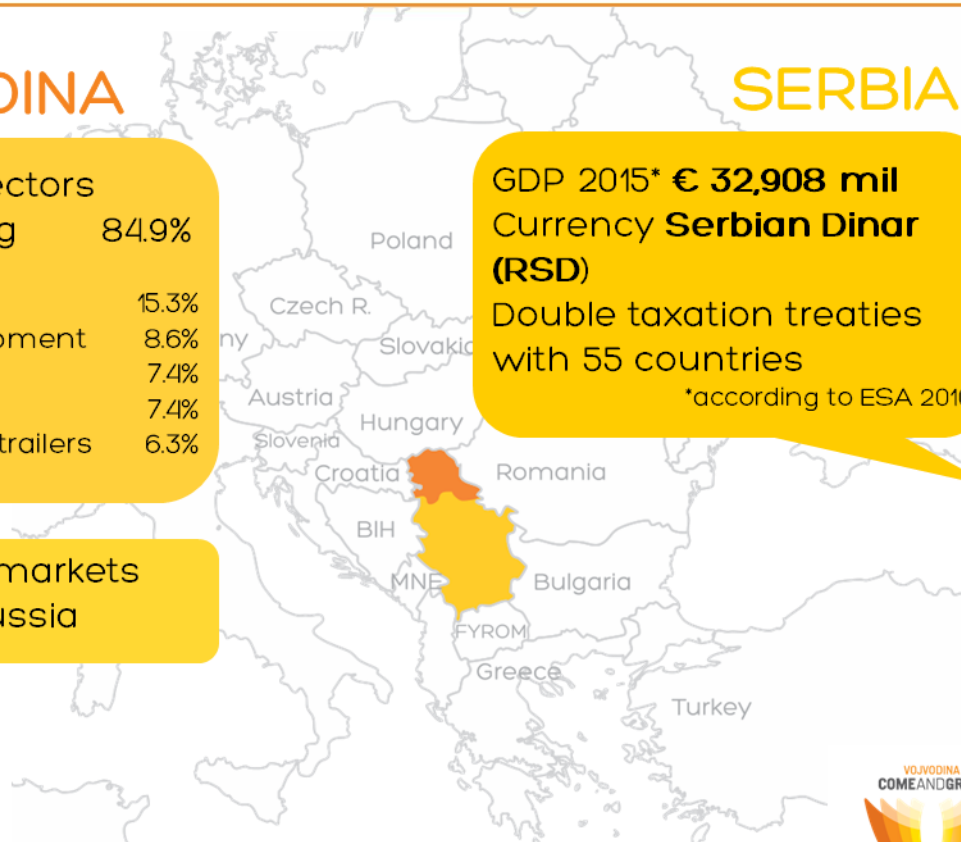 DINA
SERBIA
ectors
g 84.9%
15.3%
oment 8.6%
7.4%
7.4%
trailers 6.3%
markets
ussia
GDP 2015* € 32,908 mil
Currency Serbian Dinar
(RSD)
Double taxation treaties
with 55 countries
*according to ESA 2010
Poland
Czech R.
ny
Slovakia
Austria
Hungary
Slovenia
Croatia
Romania
BIH
MNE
Bulgaria
FYROM
Greece
Turkey
VOJVODINA
COMEANDGR